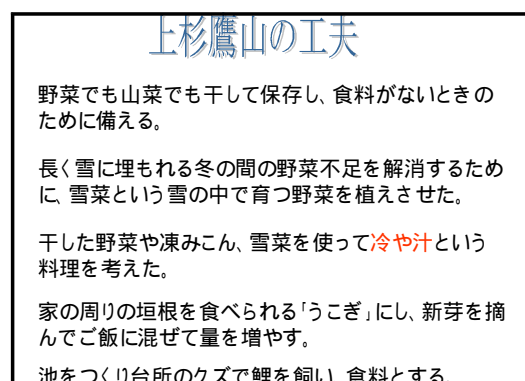 上杉鷹山の工夫
野菜でも山菜でも干して保存し、食料がないときの
ために備える。
長く雪に埋もれる冬の間の野菜不足を解消するため
に、雪菜という雪の中で育つ野菜を植えさせた。
干した野菜や凍みこん、雪菜を使って冷や汁という
料理を考えた。
家の周りの垣根を食べられる「うこぎ」にし、新芽を摘
んでご飯に混ぜて量を増やす。
池をつくり台所のクズで鯉を飼い、食料とする。